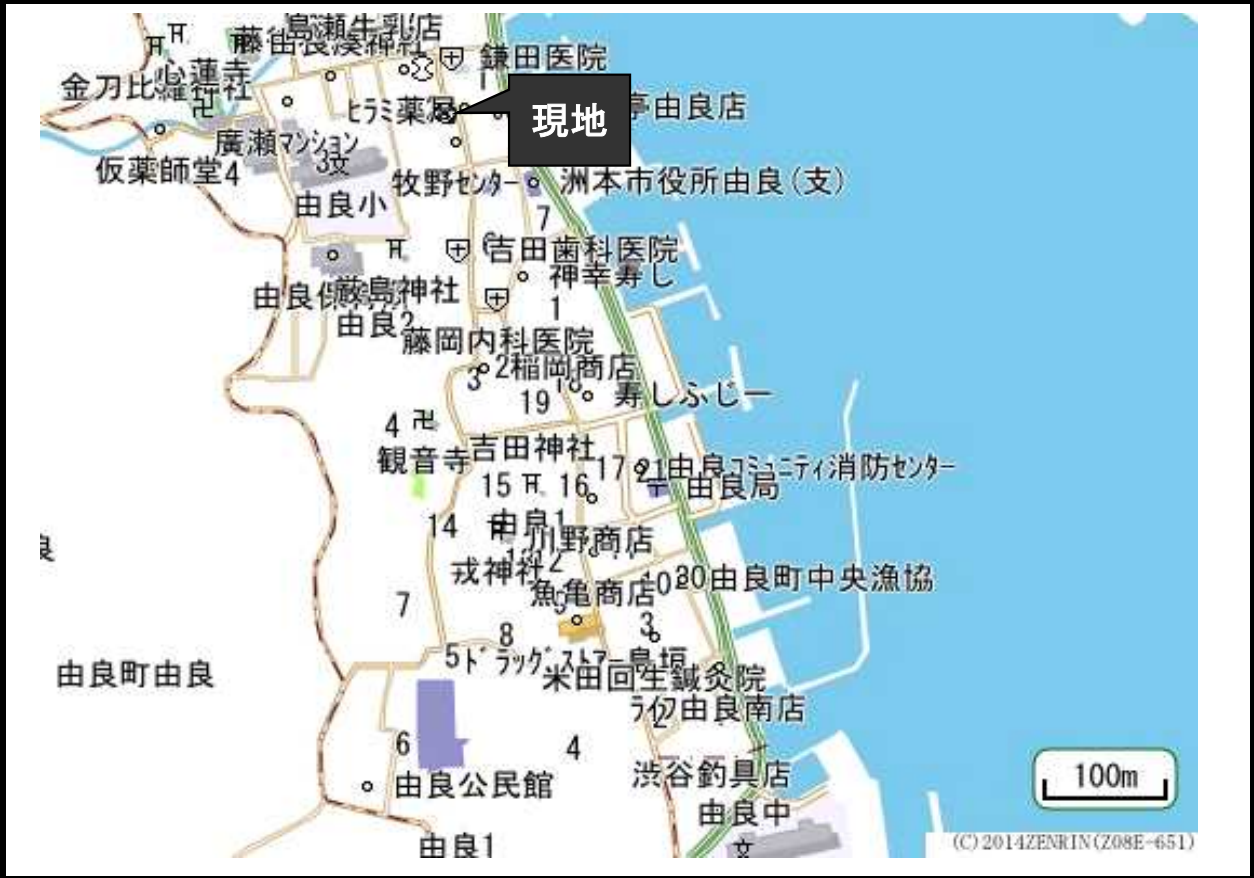 島瀬牛乳店
藤
由良湊神社
鎌田医院
心蓮寺
金刀比羅神社
ヒラミ薬局
現地
亭由良店
廣瀬マンション
3
仮薬師堂
4
牧野センター
洲本市役所由良(支)
由良小
7
6
吉田歯科医院
神幸寿し
厳島神社
1
由良2
藤岡内科医院
2
稲岡商店
3
18
寿しふじ一
19
4
吉田神社
観音寺
17
21
由良コミュニティ消防センター
由良局
15
16
14
由良1
川野商店
良
12
戎神社
20
由良町中央漁協
10
魚亀商店
9
7
3
8
5
ドラッグストアー島垣
由良町由良
米田回生鍼灸院
ライフ由良南店
2
6
4
渋谷釣具店
100m
由良公民館
由良中
由良1
(C)2014ZENRIN(Z08E-651)